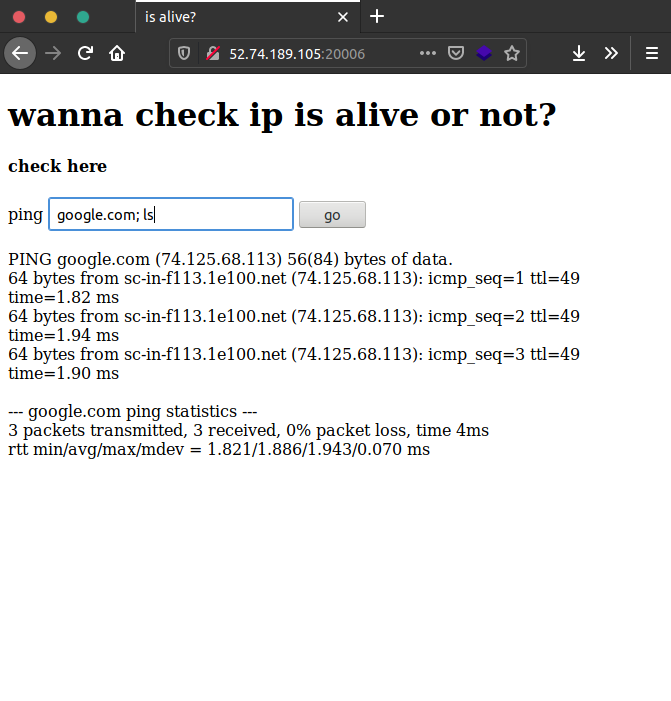 is alive?
52.74.189.105:20006
wanna check ip is alive or not?
check here
ping google.com; ls go
PING google.com (74.125.68.113) 56(84) bytes of data.
64 bytes from sc-in-f113.1e100.net (74.125.68.113): icmp_seq=1 ttl=49
time=1.82 ms
64 bytes from sc-in-f113.1e100.net (74.125.68.113): icmp_seq=2 ttl=49
time=1.94 ms
64 bytes from sc-in-f113.1e100.net (74.125.68.113): icmp_seq=3 ttl=49
time=1.90 ms
--- google.com ping statistics ---
3 packets transmitted, 3 received, 0% packet loss, time 4ms
rtt min/avg/max/mdev = 1.821/1.886/1.943/0.070 ms